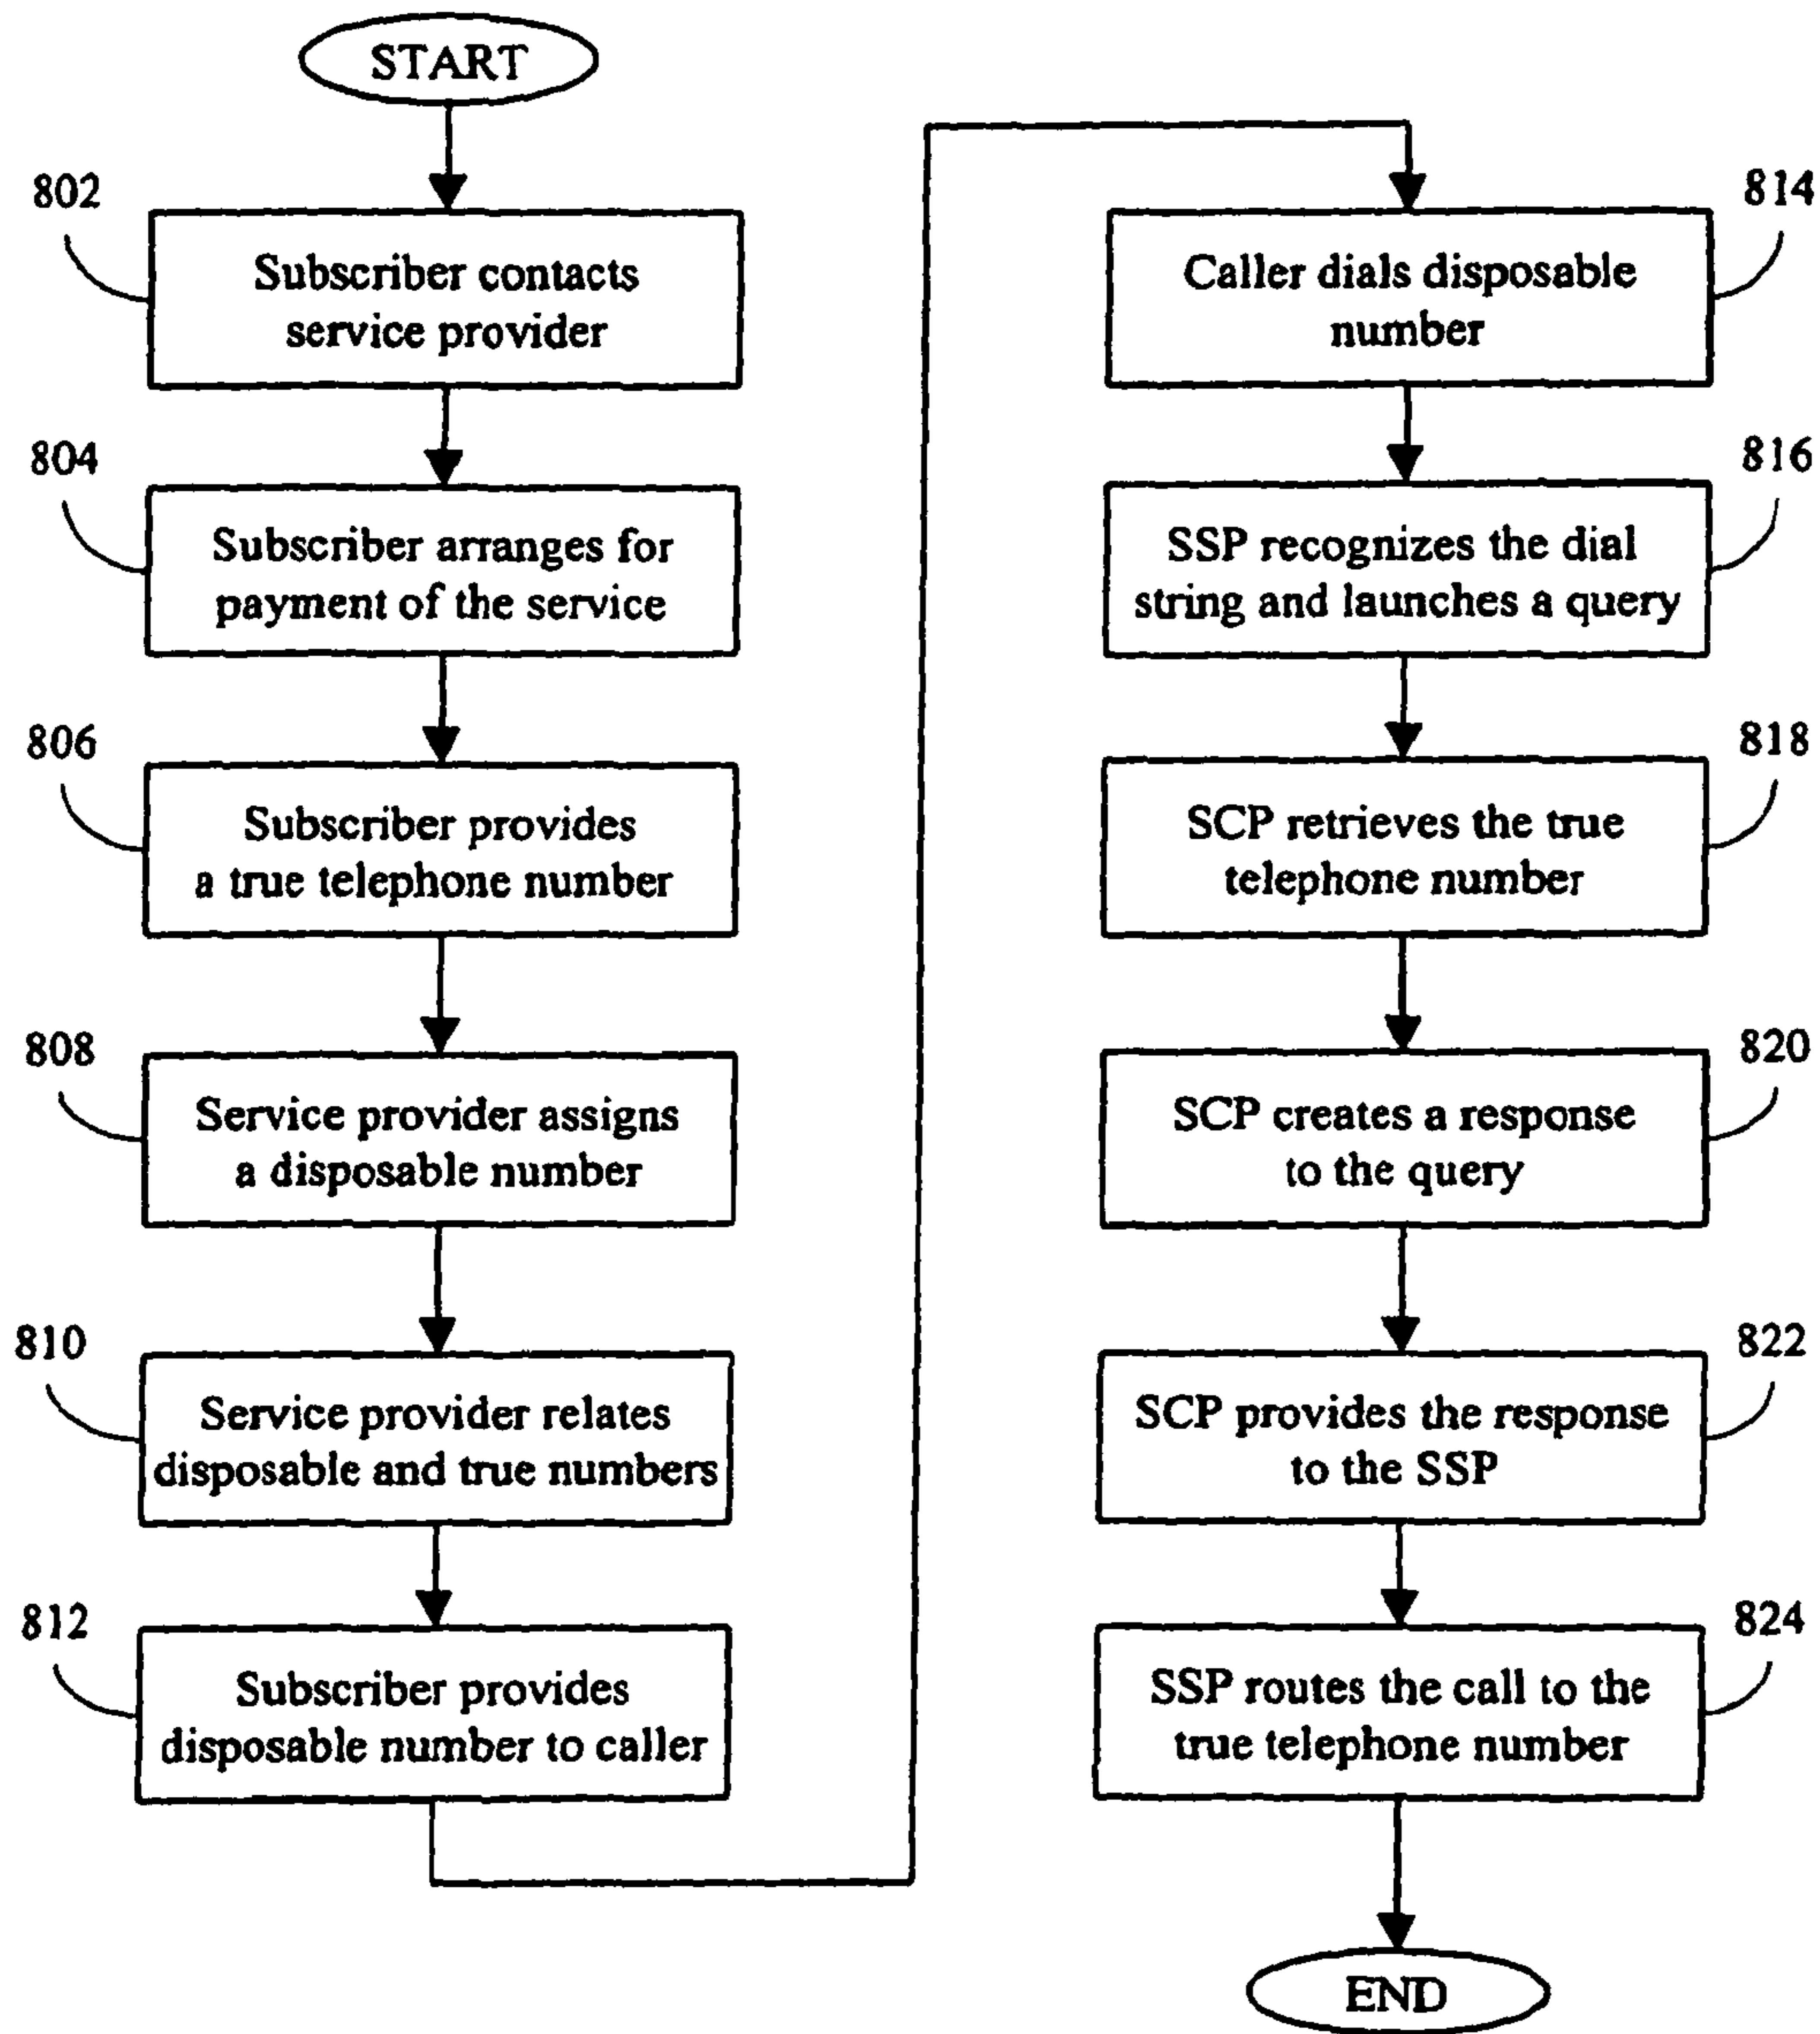 START
802
Subscriber contacts
service provider
804
Subscriber arranges for
payment of the service
806
Subscriber provides
a true telephone number
808
Service provider assigns
a disposable number
810
Service provider relates
disposable and true numbers
812
Subscriber provides
disposable number to caller
814
Caller dials disposable
number
816
SSP recognizes the dial
string and launches a query
818
SCP retrieves the true
telephone number
820
SCP creates a response
to the query
822
SCP provides the response
to the SSP
824
SSP routes the call to the
true telephone number
END